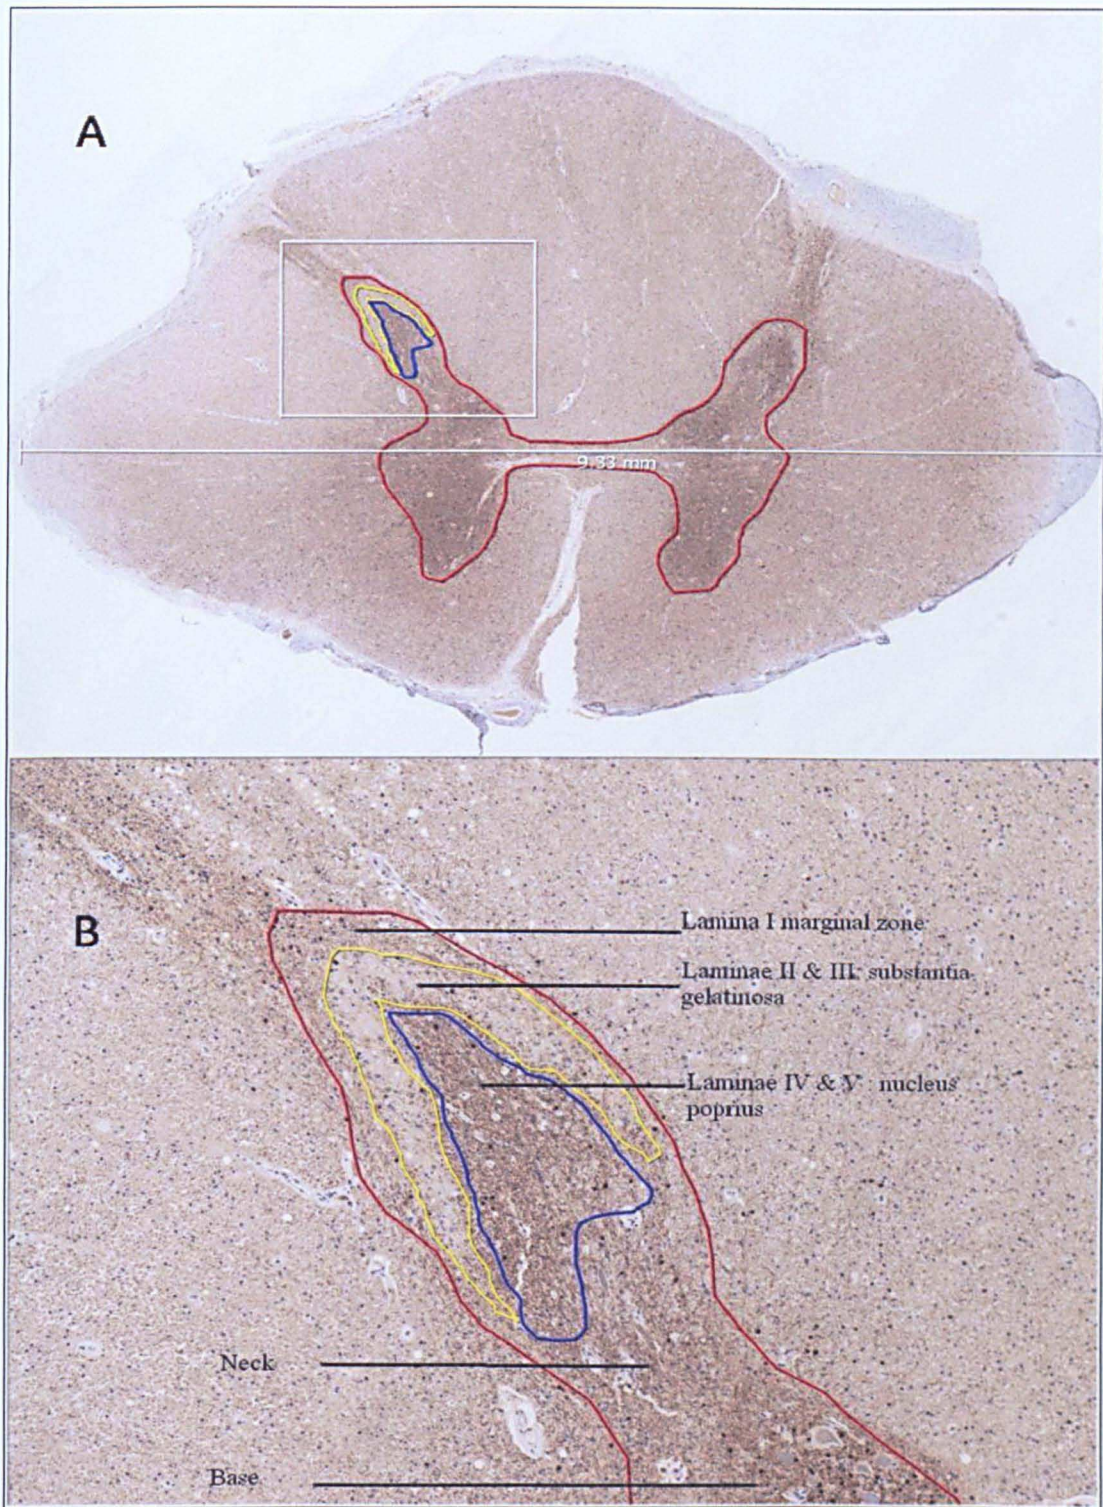 A
9.33 mm
B
Lamina I marginal zone
Laminae II & III: substantia
gelatinosa
Laminae IV & V : nucleus
poprius
Neck
Base